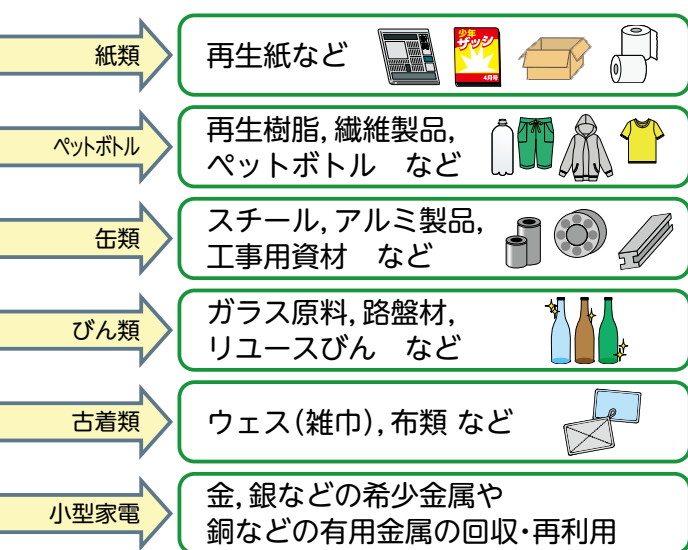 紙類
再生紙など
少年
ザッシ
4月号
ペットボトル
再生樹脂,繊維製品,
ペットボトル　など
缶類
スチール,アルミ製品,
工事用資材　など
びん類
ガラス原料,路盤材,
リユースびん　など
古着類
ウェス(雑巾),布類 など
小型家電
金,銀などの希少金属や
銅などの有用金属の回収・再利用